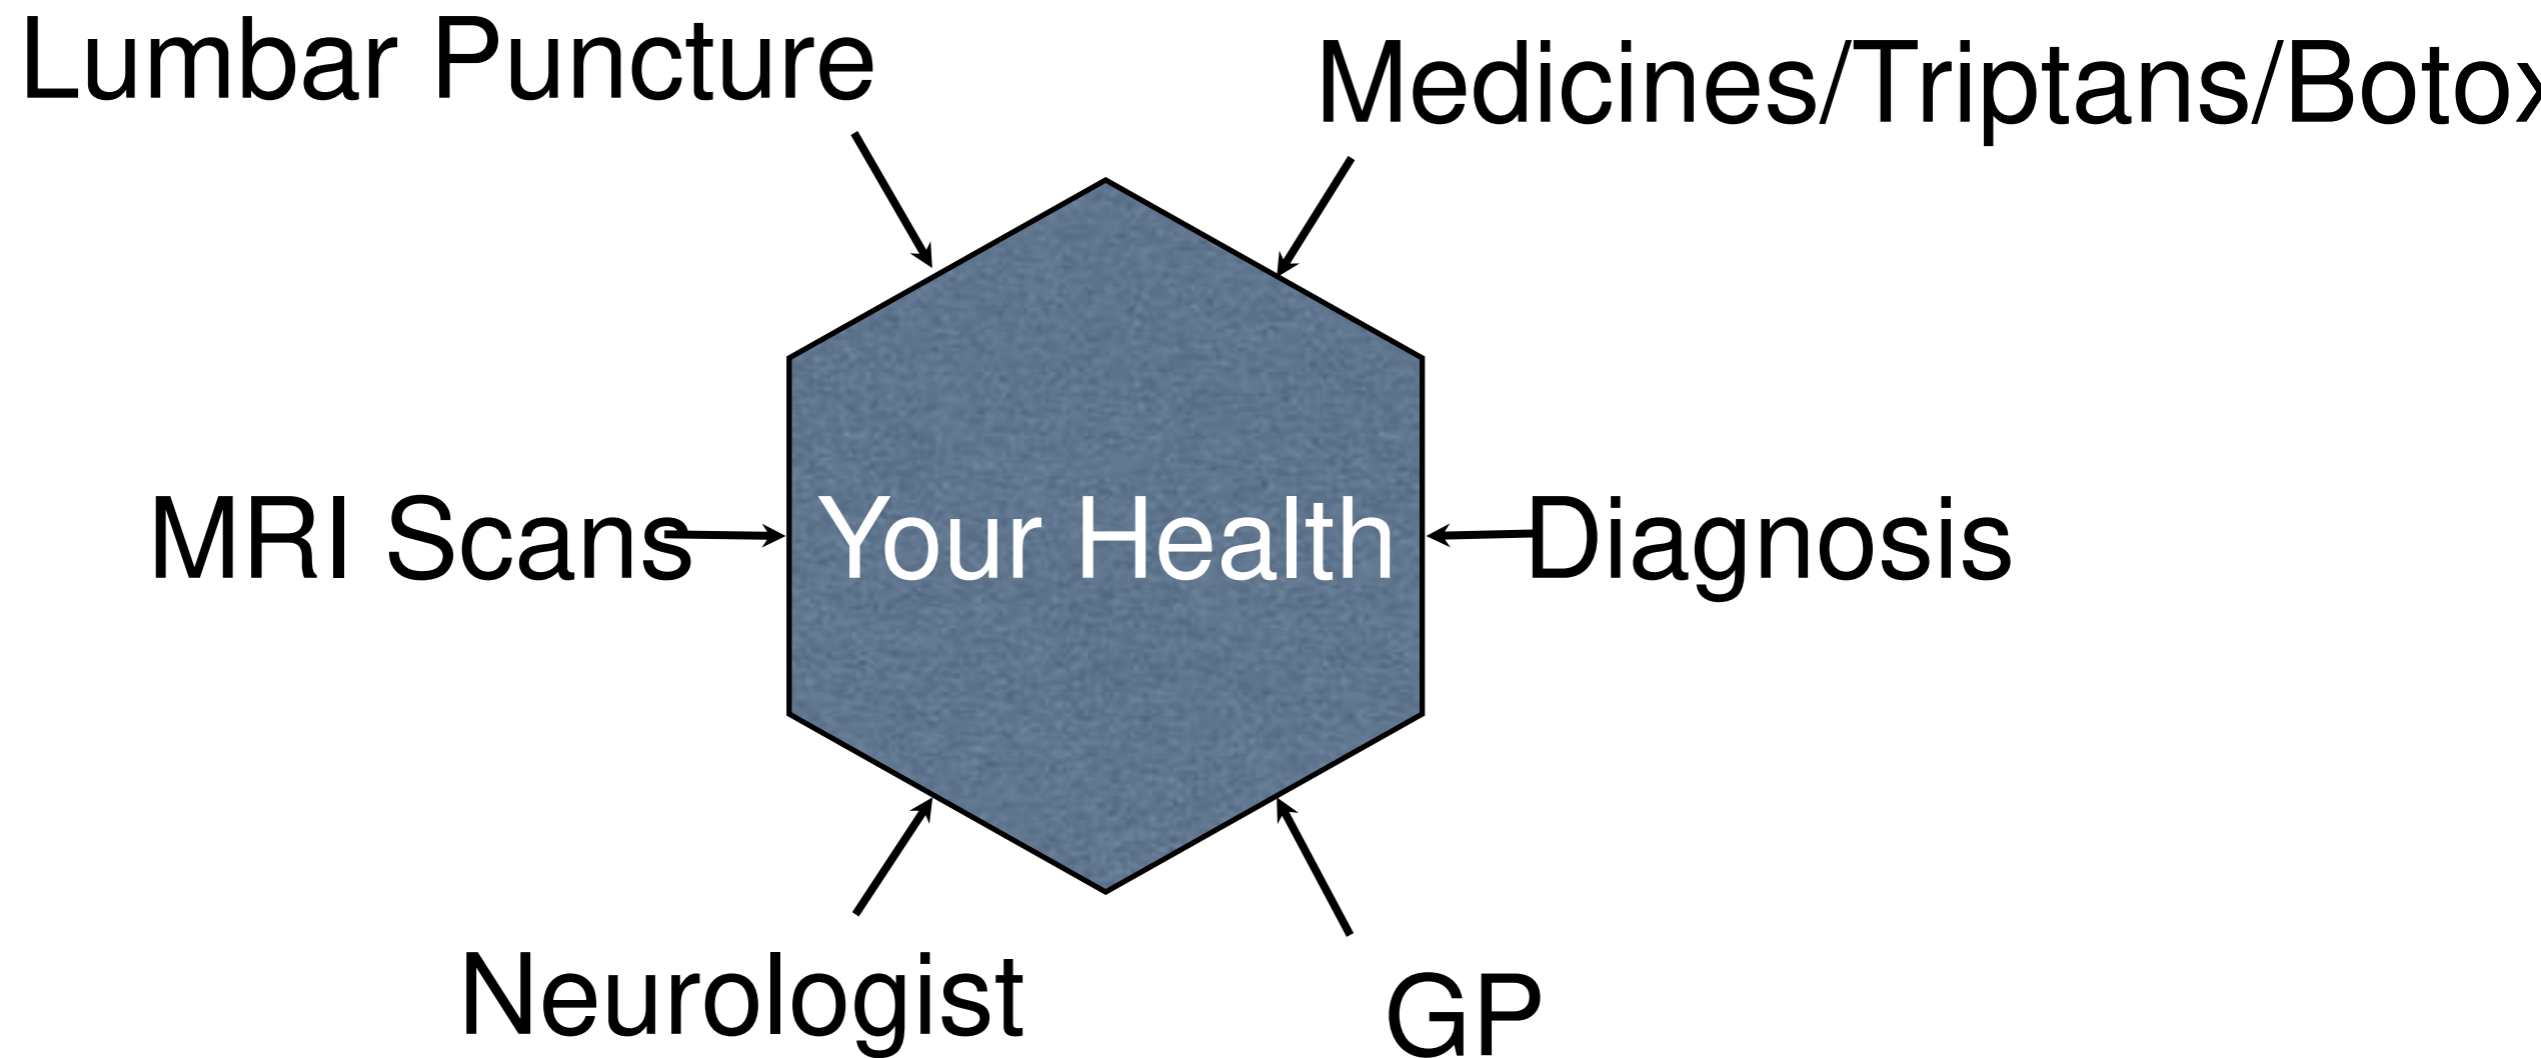 Lumbar Puncture
Medicines/Triptans/Botox
MRI Scans
Your Health
Diagnosis
Neurologist
GP